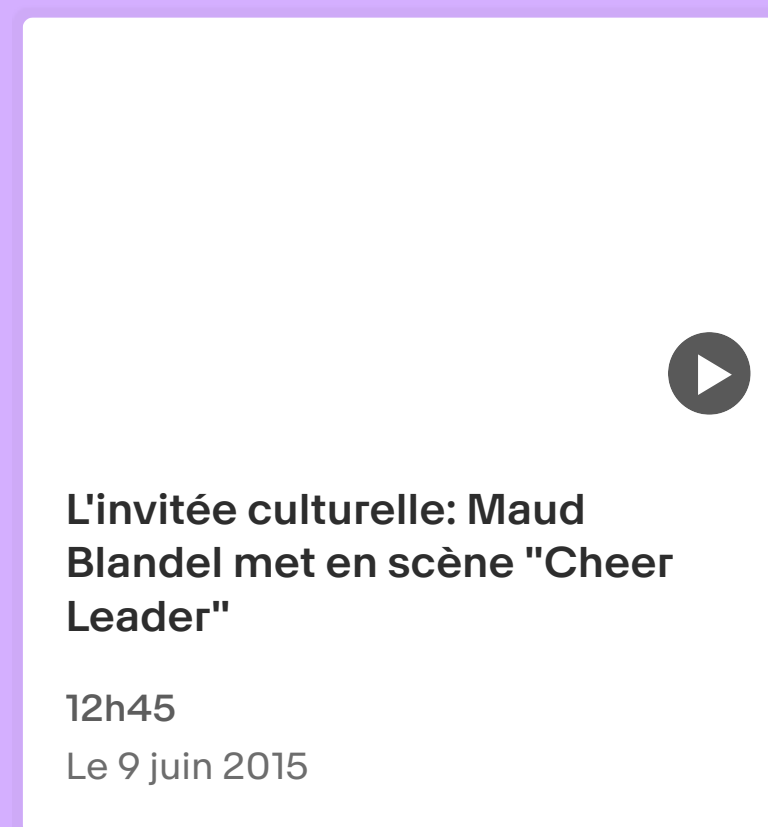 L'invitée culturelle: Maud
Blandel met en scène "Cheer
Leader"
12h45
Le 9 juin 2015